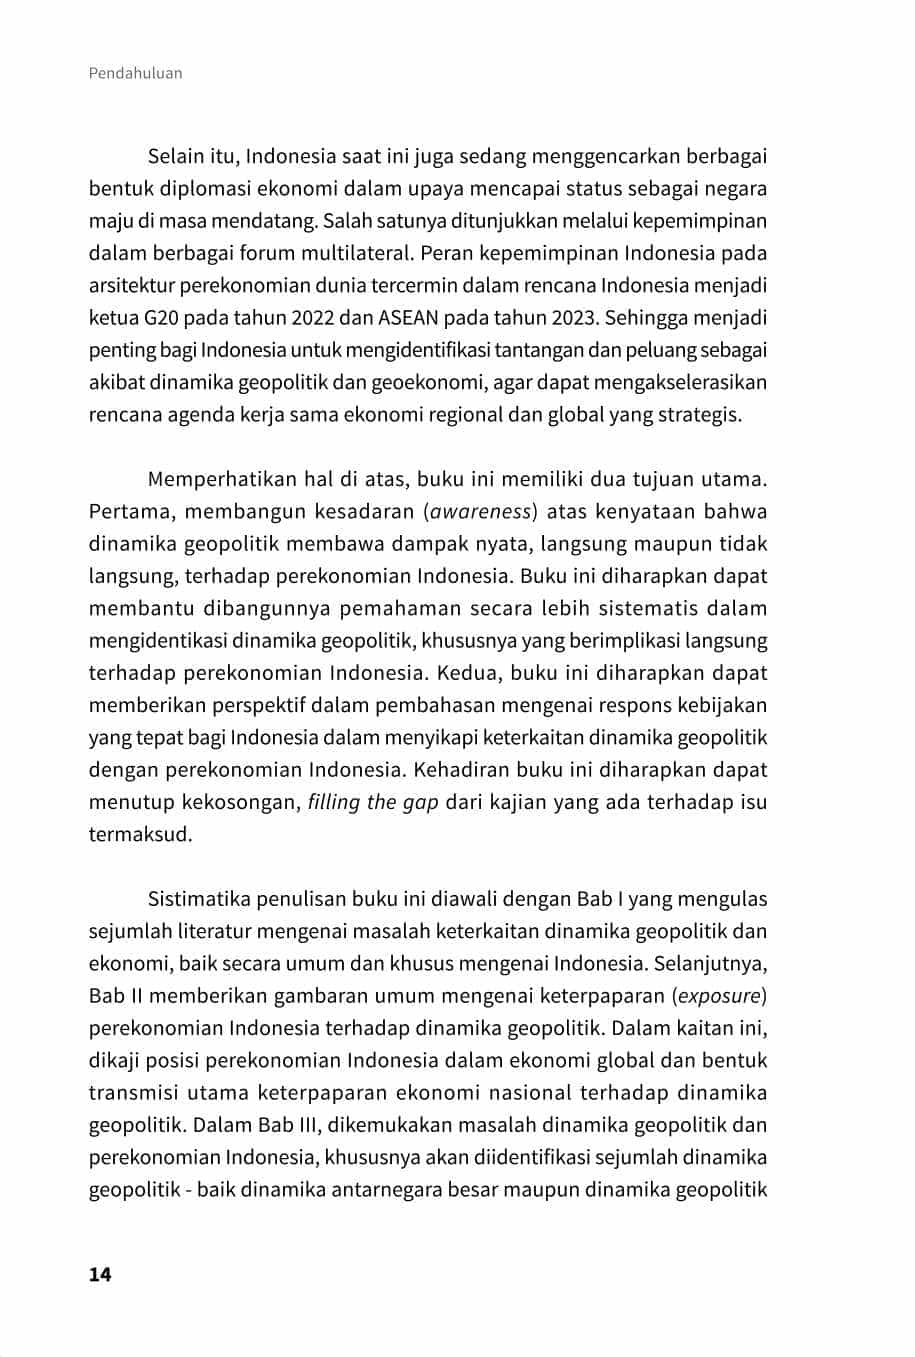 Pendahuluan
Selain itu, Indonesia saat ini juga sedang menggencarkan berbagai
bentuk diplomasi ekonomi dalam upaya mencapai status sebagai negara
maju di masa mendatang. Salah satunya ditunjukkan melalui kepemimpinan
dalam berbagai forum multilateral. Peran kepemimpinan Indonesia pada
arsitektur perekonomian dunia tercermin dalam rencana Indonesia menjadi
ketua G20 pada tahun 2022 dan ASEAN pada tahun 2023. Sehingga menjadi
penting bagi Indonesia untuk mengidentifikasi tantangan dan peluang sebagai
akibat dinamika geopolitik dan geoekonomi, agar dapat mengakselerasikan
rencana agenda kerja sama ekonomi regional dan global yang strategis.
Memperhatikan hal di atas, buku ini memiliki dua tujuan utama.
Pertama, membangun kesadaran (awareness) atas kenyataan bahwa
dinamika geopolitik membawa dampak nyata, langsung maupun tidak
langsung, terhadap perekonomian Indonesia. Buku ini diharapkan dapat
membantu dibangunnya pemahaman secara lebih sistematis dalam
mengidentikasi dinamika geopolitik, khususnya yang berimplikasi langsung
terhadap perekonomian Indonesia. Kedua, buku ini diharapkan dapat
memberikan perspektif dalam pembahasan mengenai respons kebijakan
yang tepat bagi Indonesia dalam menyikapi keterkaitan dinamika geopolitik
dengan perekonomian Indonesia. Kehadiran buku ini diharapkan dapat
menutup kekosongan, filling the gap dari kajian yang ada terhadap isu
termaksud.
Sistimatika penulisan buku ini diawali dengan Bab I yang mengulas
sejumlah literatur mengenai masalah keterkaitan dinamika geopolitik dan
ekonomi, baik secara umum dan khusus mengenai Indonesia. Selanjutnya,
Bab II memberikan gambaran umum mengenai keterpaparan (exposure)
perekonomian Indonesia terhadap dinamika geopolitik. Dalam kaitan ini,
dikaji posisi perekonomian Indonesia dalam ekonomi global dan bentuk
transmisi utama keterpaparan ekonomi nasional terhadap dinamika
geopolitik. Dalam Bab III, dikemukakan masalah dinamika geopolitik dan
perekonomian Indonesia, khususnya akan diidentifikasi sejumlah dinamika
geopolitik - baik dinamika antarnegara besar maupun dinamika geopolitik
14